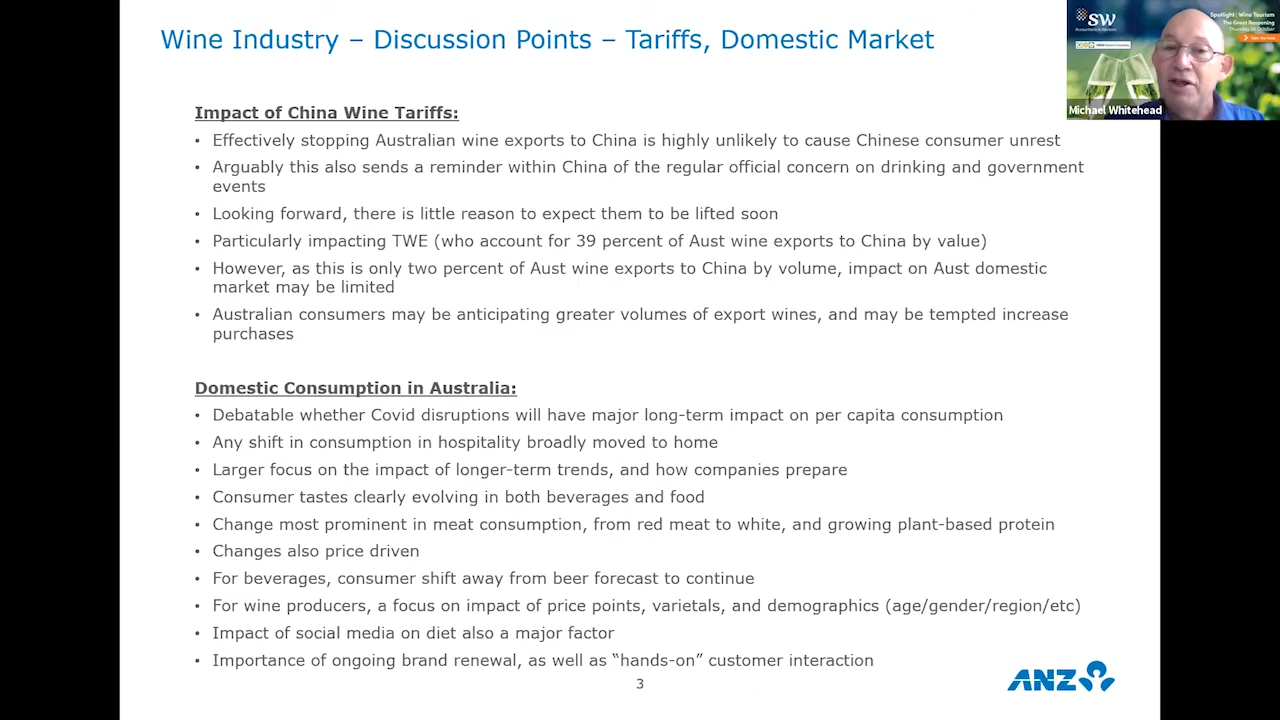 Wine Industry – Discussion Points – Tariffs, Domestic Market
SW
Accountants & Advisors
Spotlight | Wine Tourism
The Great Reopening
Michael Whitehead
Impact of China Wine Tariffs:
• Effectively stopping Australian wine exports to China is highly unlikely to cause Chinese consumer unrest
• Arguably this also sends a reminder within China of the regular official concern on drinking and government
events
• Looking forward, there is little reason to expect them to be lifted soon
• Particularly impacting TWE (who account for 39 percent of Aust wine exports to China by value)
• However, as this is only two percent of Aust wine exports to China by volume, impact on Aust domestic
market may be limited
• Australian consumers may be anticipating greater volumes of export wines, and may be tempted increase
purchases
Domestic Consumption in Australia:
• Debatable whether Covid disruptions will have major long-term impact on per capita consumption
• Any shift in consumption in hospitality broadly moved to home
• Larger focus on the impact of longer-term trends, and how companies prepare
• Consumer tastes clearly evolving in both beverages and food
• Change most prominent in meat consumption, from red meat to white, and growing plant-based protein
• Changes also price driven
• For beverages, consumer shift away from beer forecast to continue
• For wine producers, a focus on impact of price points, varietals, and demographics (age/gender/region/etc)
• Impact of social media on diet also a major factor
• Importance of ongoing brand renewal, as well as “hands-on” customer interaction
3
ANZ